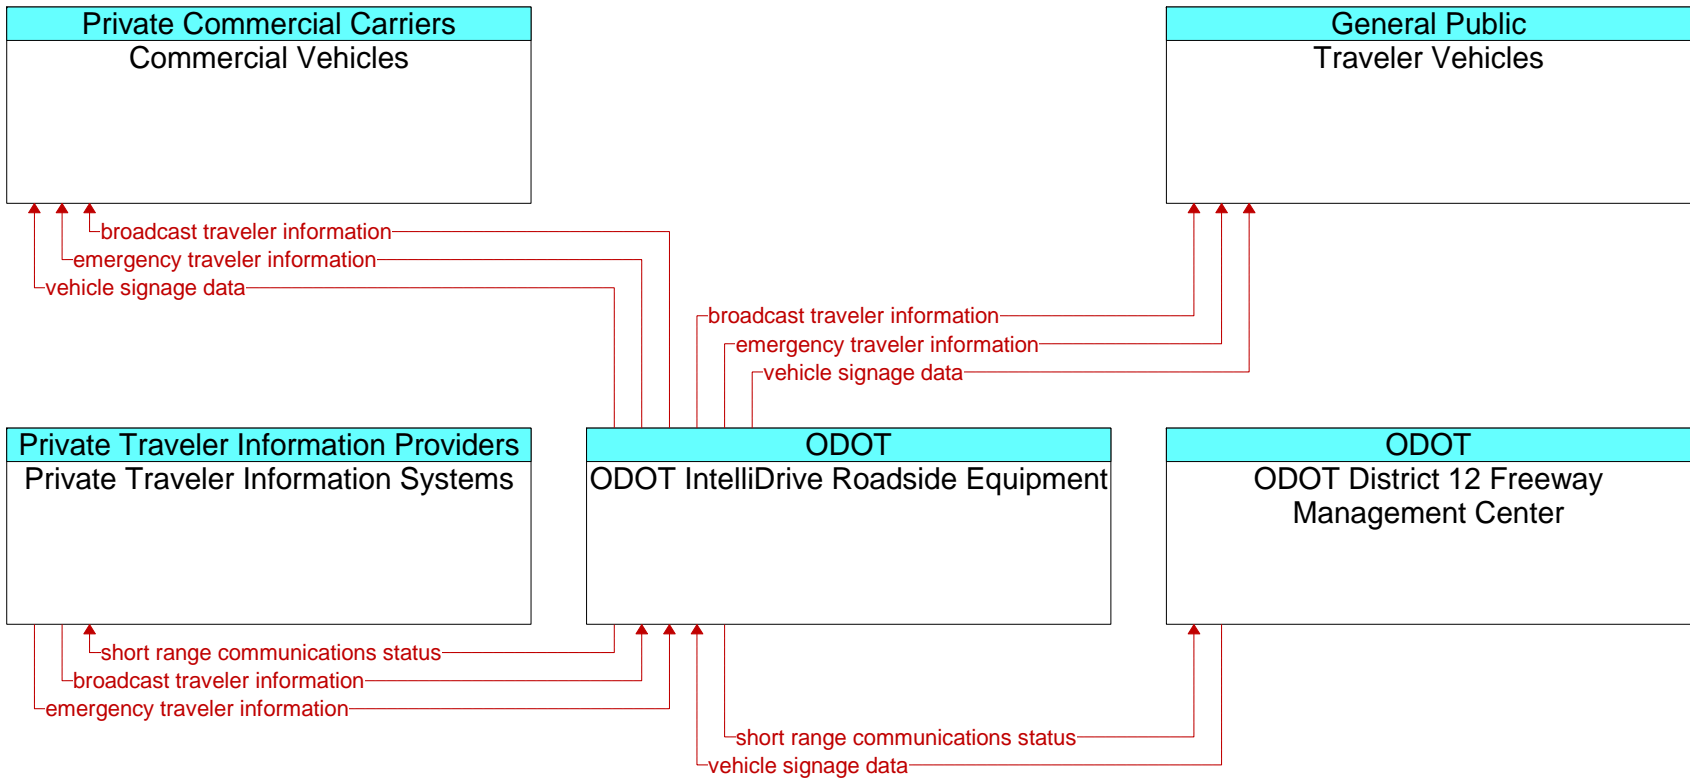 Private Commercial Carriers
Commercial Vehicles
General Public
Traveler Vehicles
broadcast traveler information
emergency traveler information
vehicle signage data
broadcast traveler information
emergency traveler information
vehicle signage data
Private Traveler Information Providers
Private Traveler Information Systems
ODOT
ODOT IntelliDrive Roadside Equipment
ODOT
ODOT District 12 Freeway
Management Center
short range communications status
broadcast traveler information
emergency traveler information
short range communications status
vehicle signage data